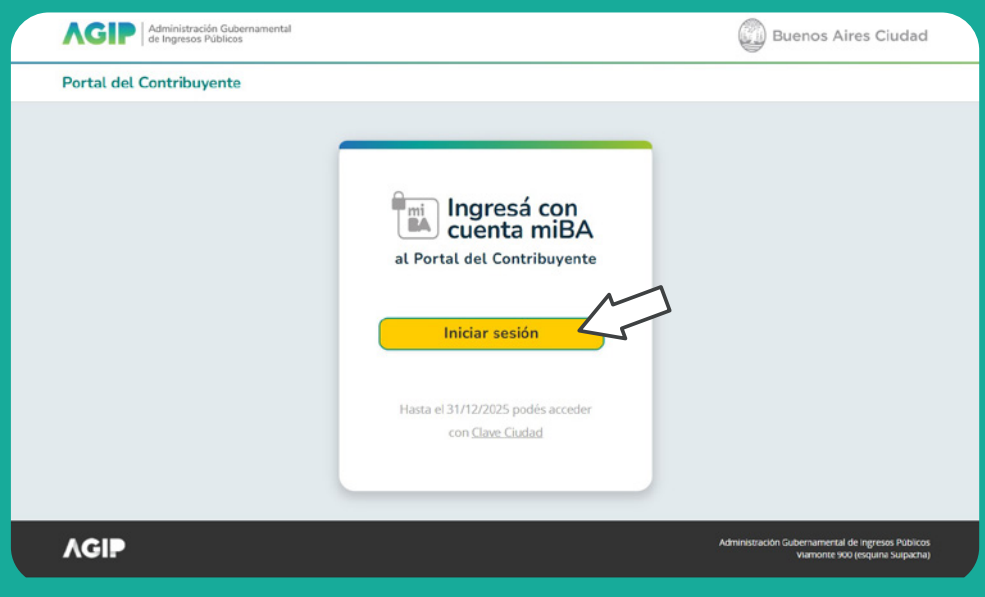 AGIP
Administración Gubernamental
de Ingresos Públicos
Buenos Aires Ciudad
Portal del Contribuyente
mi
BA
Ingresá con
cuenta miBA
al Portal del Contribuyente
Iniciar sesión
Hasta el 31/12/2025 podés acceder
con Clave Ciudad
AGIP
Administración Gubernamental de Ingresos Públicos
Viamonte 900 (esquina Suipacha)